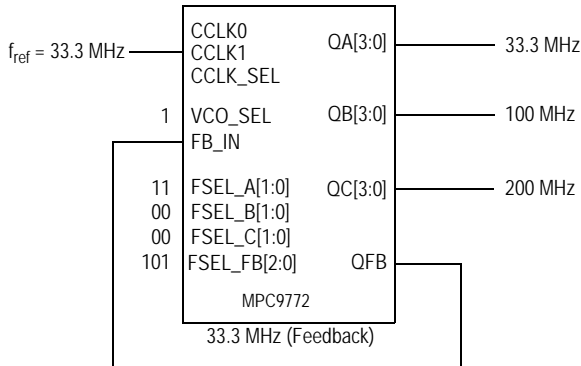 CCLK0
f_ref = 33.3 MHz CCLK1 QA[3:0] 33.3 MHz
CCLK_SEL
1 VCO_SEL QB[3:0] 100 MHz
FB_IN
11 FSEL_A[1:0] QC[3:0] 200 MHz
00 FSEL_B[1:0]
00 FSEL_C[1:0]
101 FSEL_FB[2:0] QFB
MPC9772
33.3 MHz (Feedback)